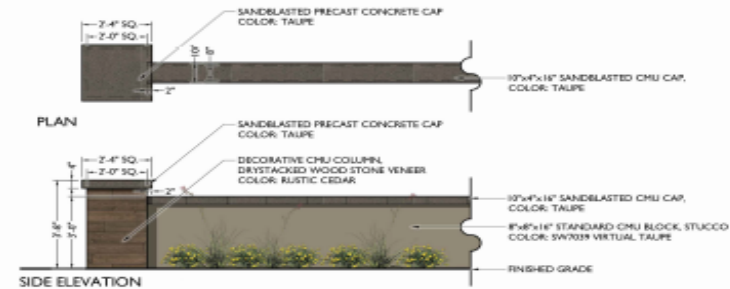 2'-4" SQ.
2'-0" SQ.
SANDBLASTED PRECAST CONCRETE CAP
COLOR: TAUPE
10"
8"
2"
10"x4"x16" SANDBLASTED CMU CAP,
COLOR: TAUPE
PLAN
SANDBLASTED PRECAST CONCRETE CAP
COLOR: TAUPE
2'-4" SQ.
2'-0" SQ.
DECORATIVE CMU COLUMN,
DRYSTACKED WOOD STONE VENEER
COLOR: RUSTIC CEDAR
4"
2"
10"x4"x16" SANDBLASTED CMU CAP,
COLOR: TAUPE
8"x8"x16" STANDARD CMU BLOCK, STUCCO
COLOR: SW7039 VIRTUAL TAUPE
FINISHED GRADE
SIDE ELEVATION